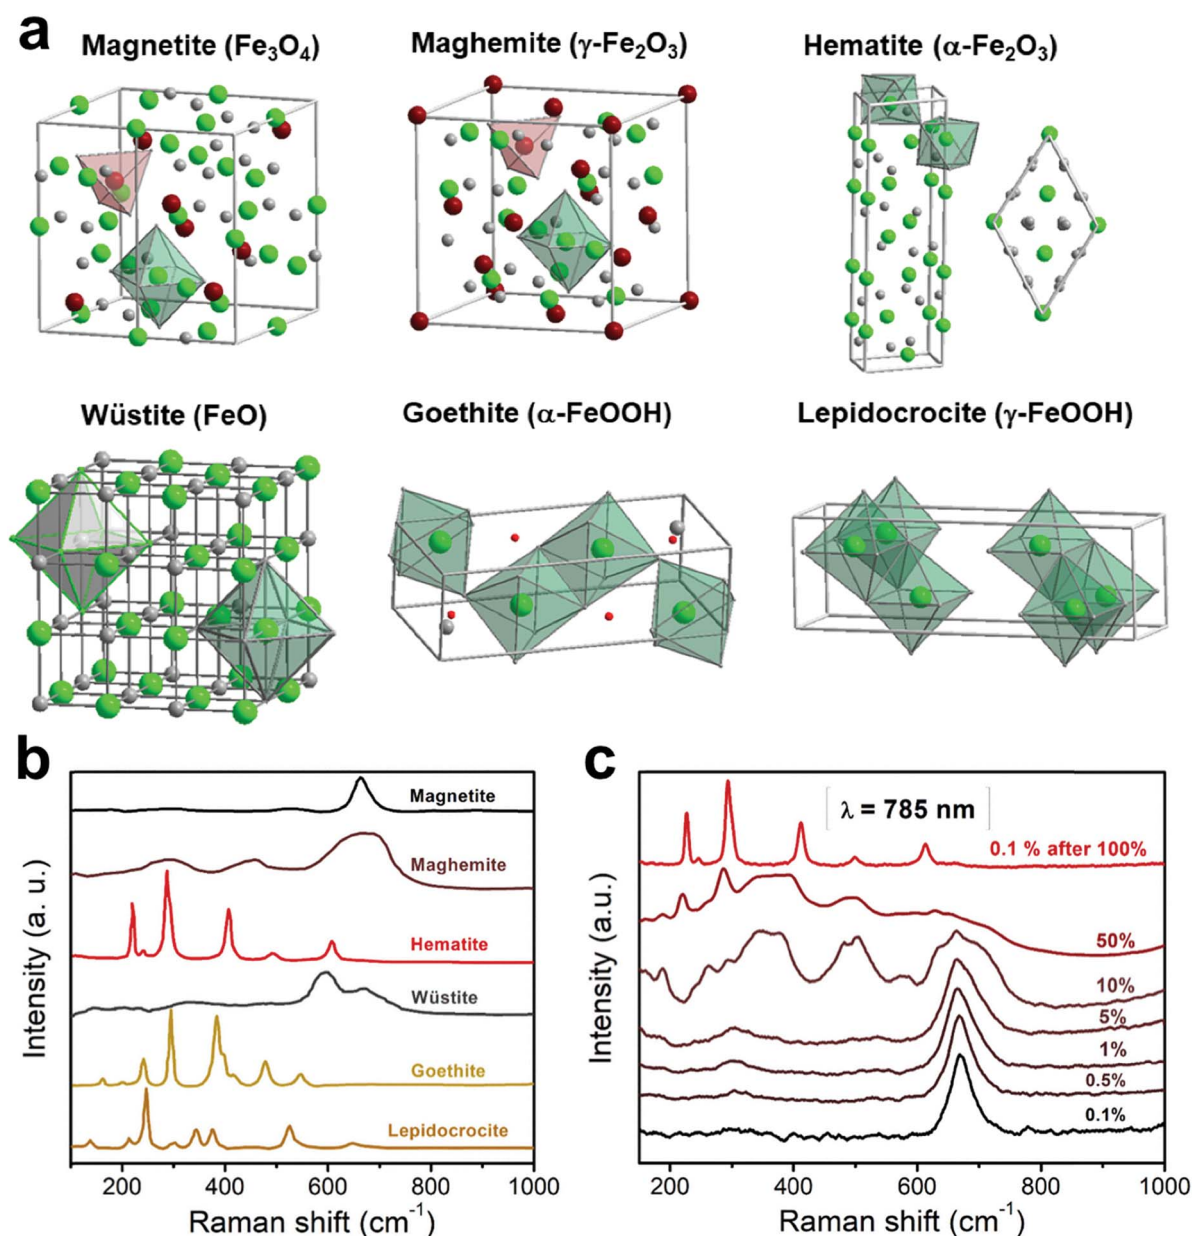 a
Magnetite (Fe₃O₄)
Maghemite (γ-Fe₂O₃)
Hematite (α-Fe₂O₃)
Wüstite (FeO)
Goethite (α-FeOOH)
Lepidocrocite (γ-FeOOH)
b
Intensity (a. u.)
Magnetite
Maghemite
Hematite
Wüstite
Goethite
Lepidocrocite
200 400 600 800 1000
Raman shift (cm⁻¹)
c
Intensity (a.u.)
λ = 785 nm
0.1 % after 100%
50%
10%
5%
1%
0.5%
0.1%
200 400 600 800 1000
Raman shift (cm⁻¹)